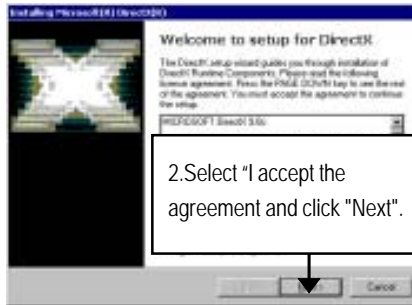 Installing Microsoft(R) DirectX(R)
Welcome to setup for DirectX
The DirectX setup wizard guides you through installation of
DirectX Runtime Components. Please read the following
license agreement. Press the PAGE DOWN key to see the rest
of the agreement. You must accept the agreement to continue
the setup.
MICROSOFT DirectX
2.Select “I accept the
agreement and click "Next".
Cancel